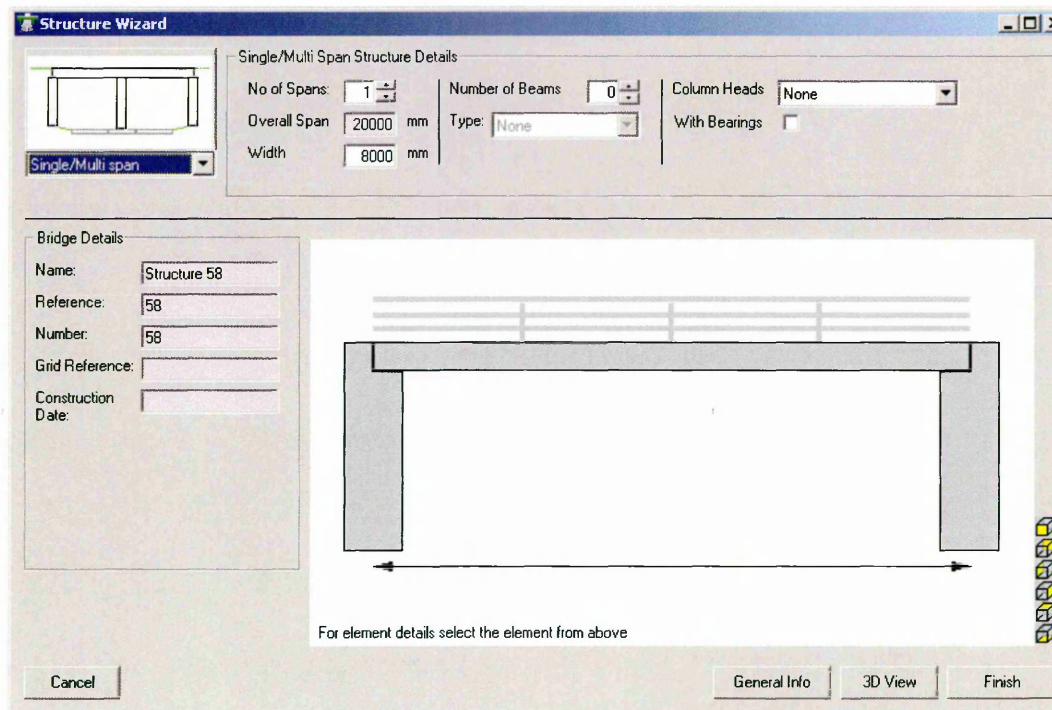 Structure Wizard
Single/Multi span
Single/Multi Span Structure Details
No of Spans: 1
Overall Span 20000 mm
Width 8000 mm
Number of Beams 0
Type: None
Column Heads None
With Bearings
Bridge Details
Name: Structure 58
Reference: 58
Number: 58
Grid Reference:
Construction
Date:
For element details select the element from above
Cancel
General Info
3D View
Finish